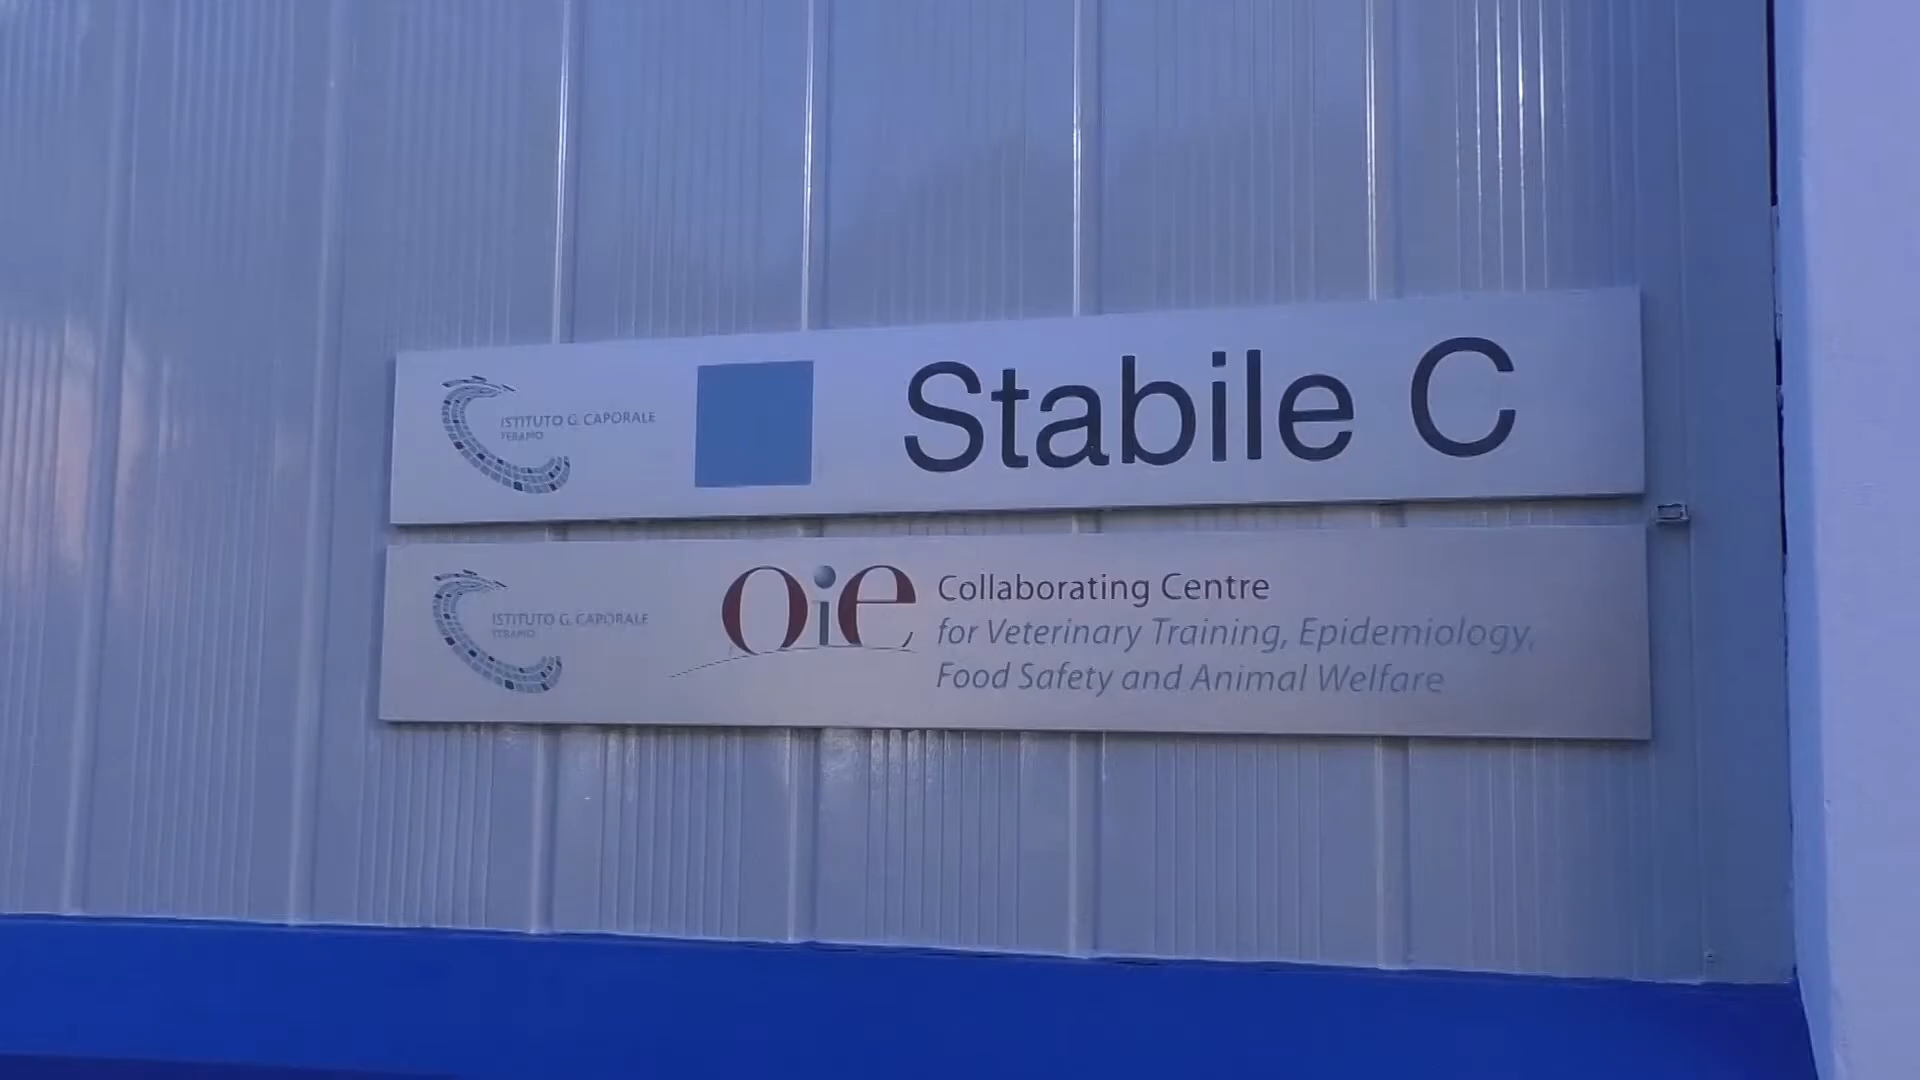 ISTITUTO G. CAPORALE
TERAMO
Stabile C
ISTITUTO G. CAPORALE
TERAMO
oie
Collaborating Centre
for Veterinary Training, Epidemiology,
Food Safety and Animal Welfare